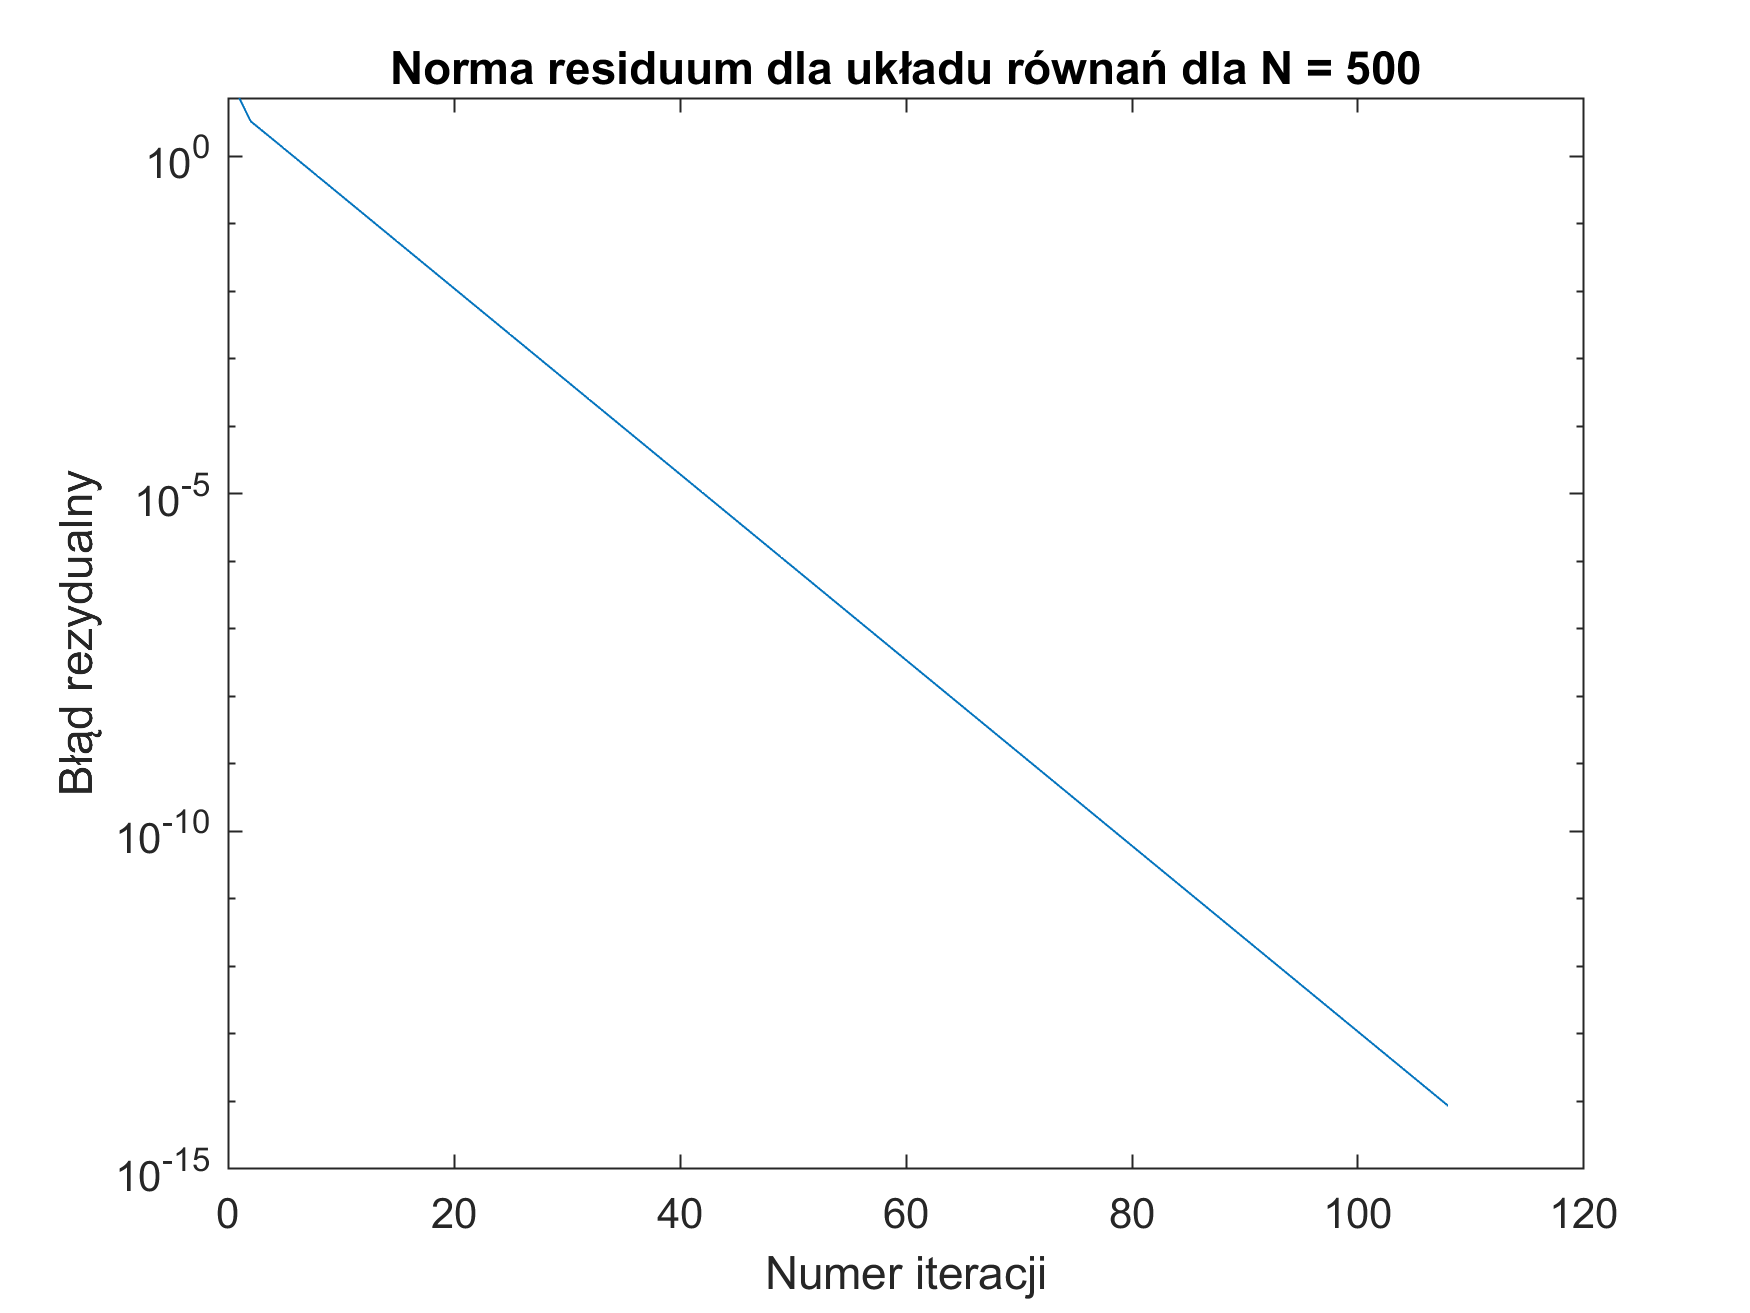 Norma residuum dla układu równań dla N = 500
10^0
10^-5
10^-10
10^-15
Błąd rezydualny
0 20 40 60 80 100 120
Numer iteracji